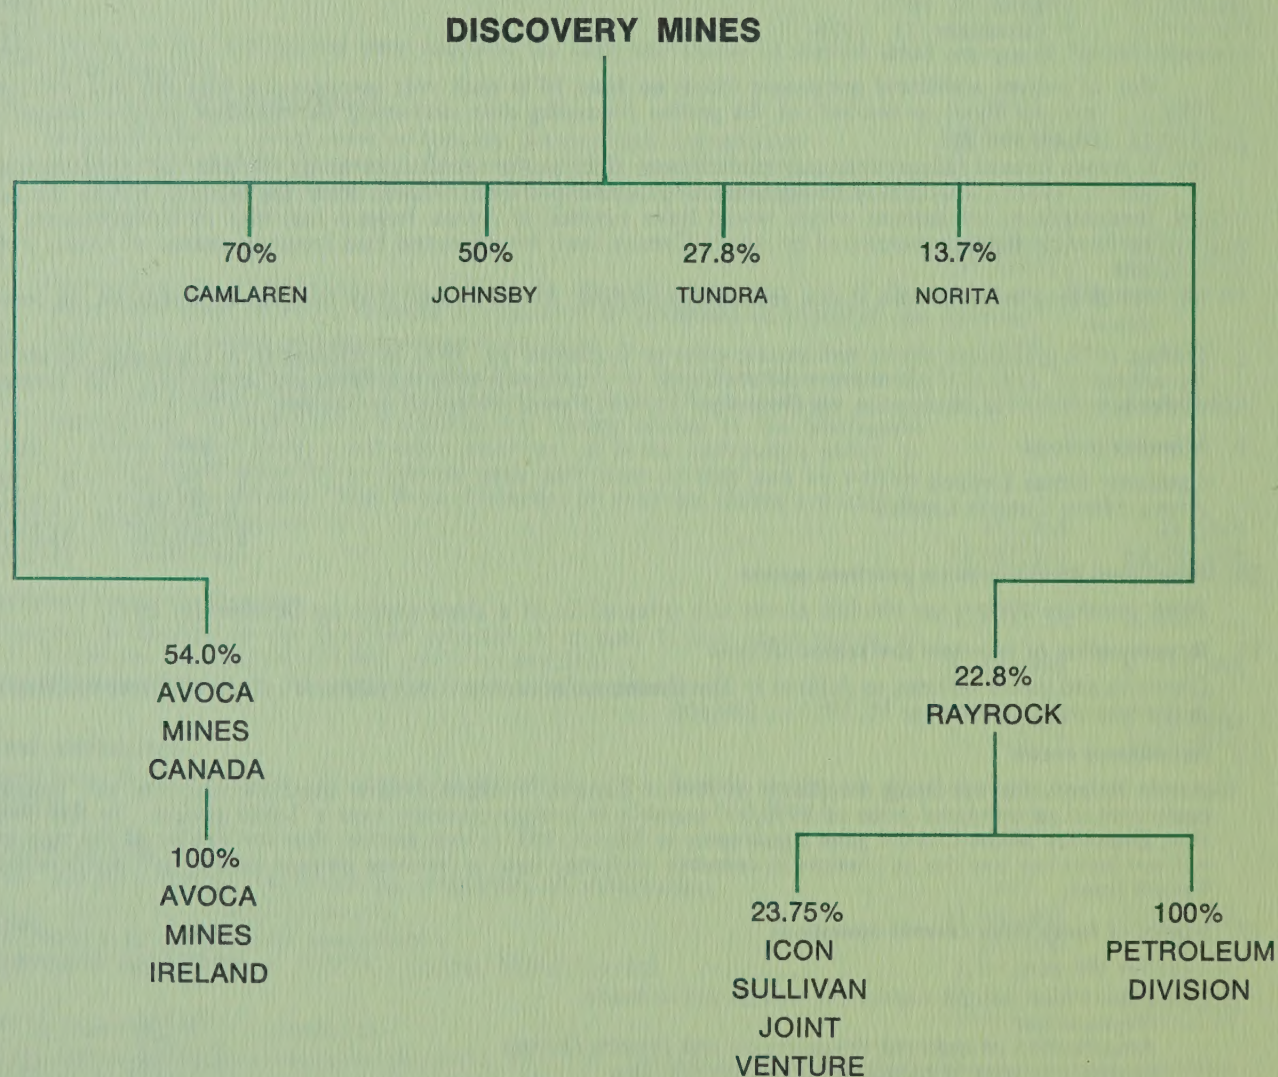 DISCOVERY MINES
70%
CAMLAREN
50%
JOHNSBY
27.8%
TUNDRA
13.7%
NORITA
54.0%
AVOCA
MINES
CANADA
100%
AVOCA
MINES
IRELAND
22.8%
RAYROCK
23.75%
ICON
SULLIVAN
JOINT
VENTURE
100%
PETROLEUM
DIVISION